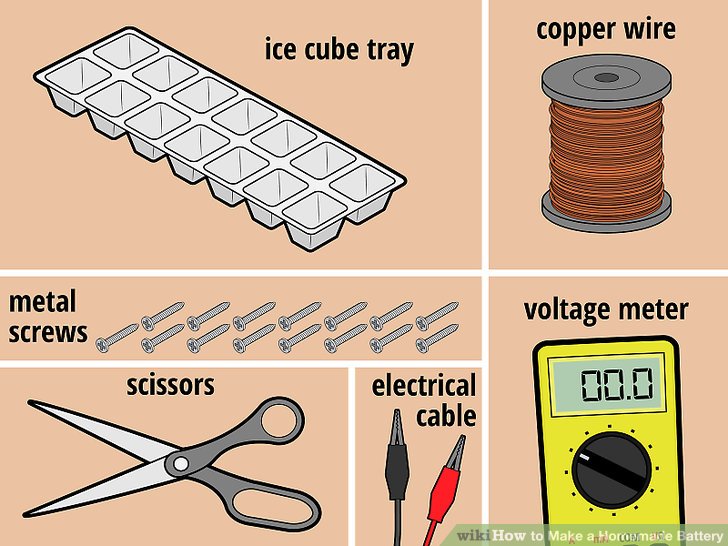 ice cube tray
copper wire
metal
screws
voltage meter
00.0
scissors
electrical
cable
wikiHow to Make a Homemade Battery